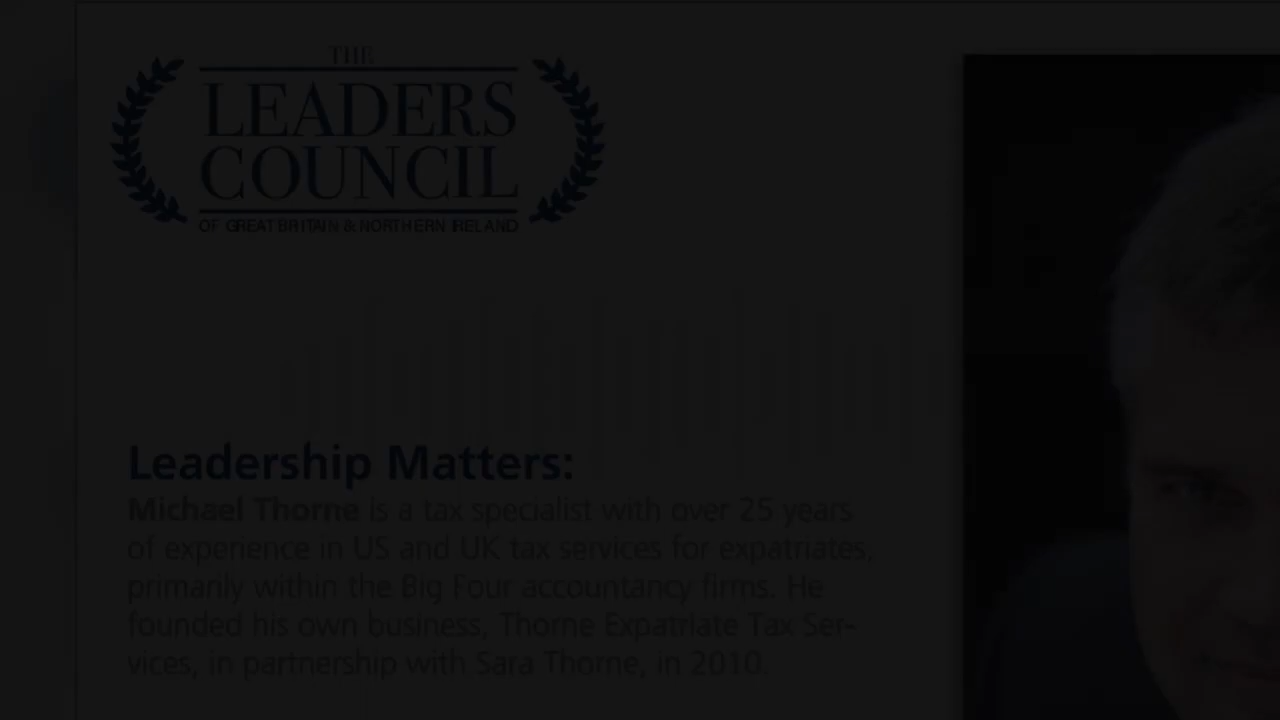 THE
LEADERS
COUNCIL
OF GREAT BRITAIN & NORTHERN IRELAND
Leadership Matters:
Michael Thorne is a tax specialist with over 25 years
of experience in US and UK tax services for expatriates,
primarily within the Big Four accountancy firms. He
founded his own business, Thorne Expatriate Tax Ser-
vices, in partnership with Sara Thorne, in 2010.